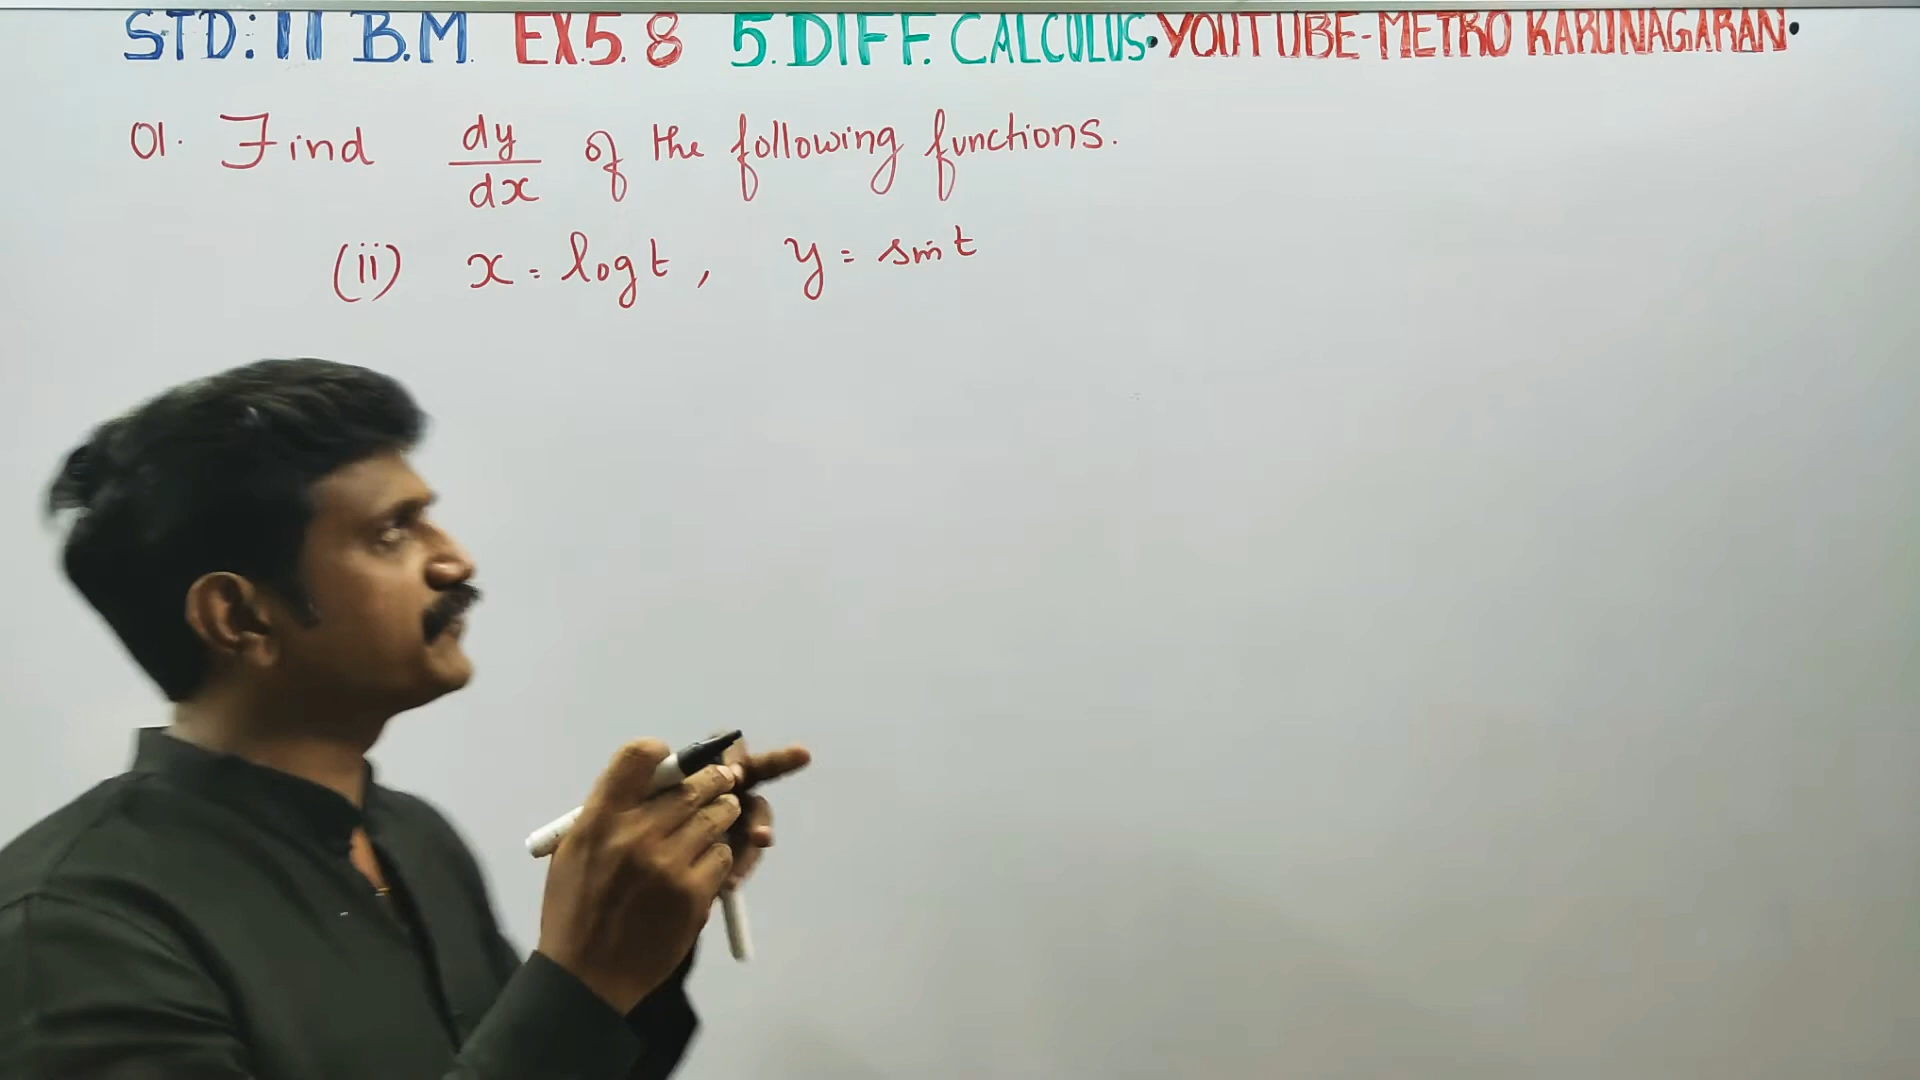 STD: 11 B.M. EX.5.8 5. DIFF. CALCULUS•YOUTUBE-METRO KARUNAGARAN•
01. Find dy/dx of the following functions.
(ii) x = log t, y = sin t